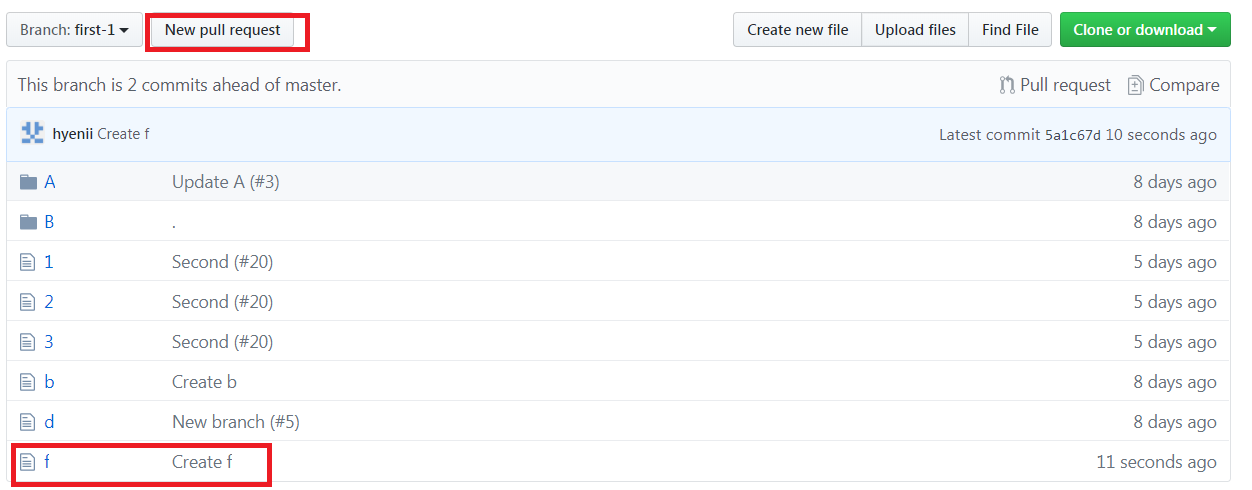 Branch: first-1 New pull request Create new file Upload files Find File Clone or download
This branch is 2 commits ahead of master. Pull request Compare
hyenii Create f Latest commit 5a1c67d 10 seconds ago
A Update A (#3) 8 days ago
B . 8 days ago
1 Second (#20) 5 days ago
2 Second (#20) 5 days ago
3 Second (#20) 5 days ago
b Create b 8 days ago
d New branch (#5) 8 days ago
f Create f 11 seconds ago